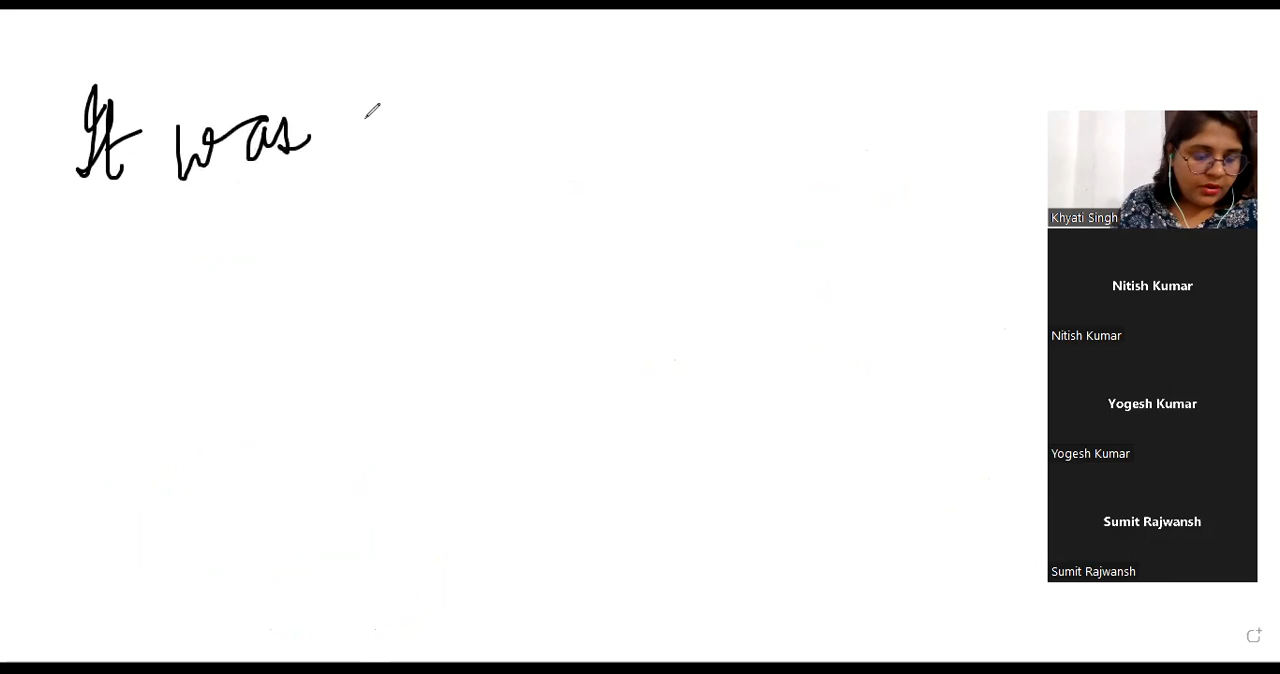 It was
Khyati Singh
Nitish Kumar
Nitish Kumar
Yogesh Kumar
Yogesh Kumar
Sumit Rajwansh
Sumit Rajwansh